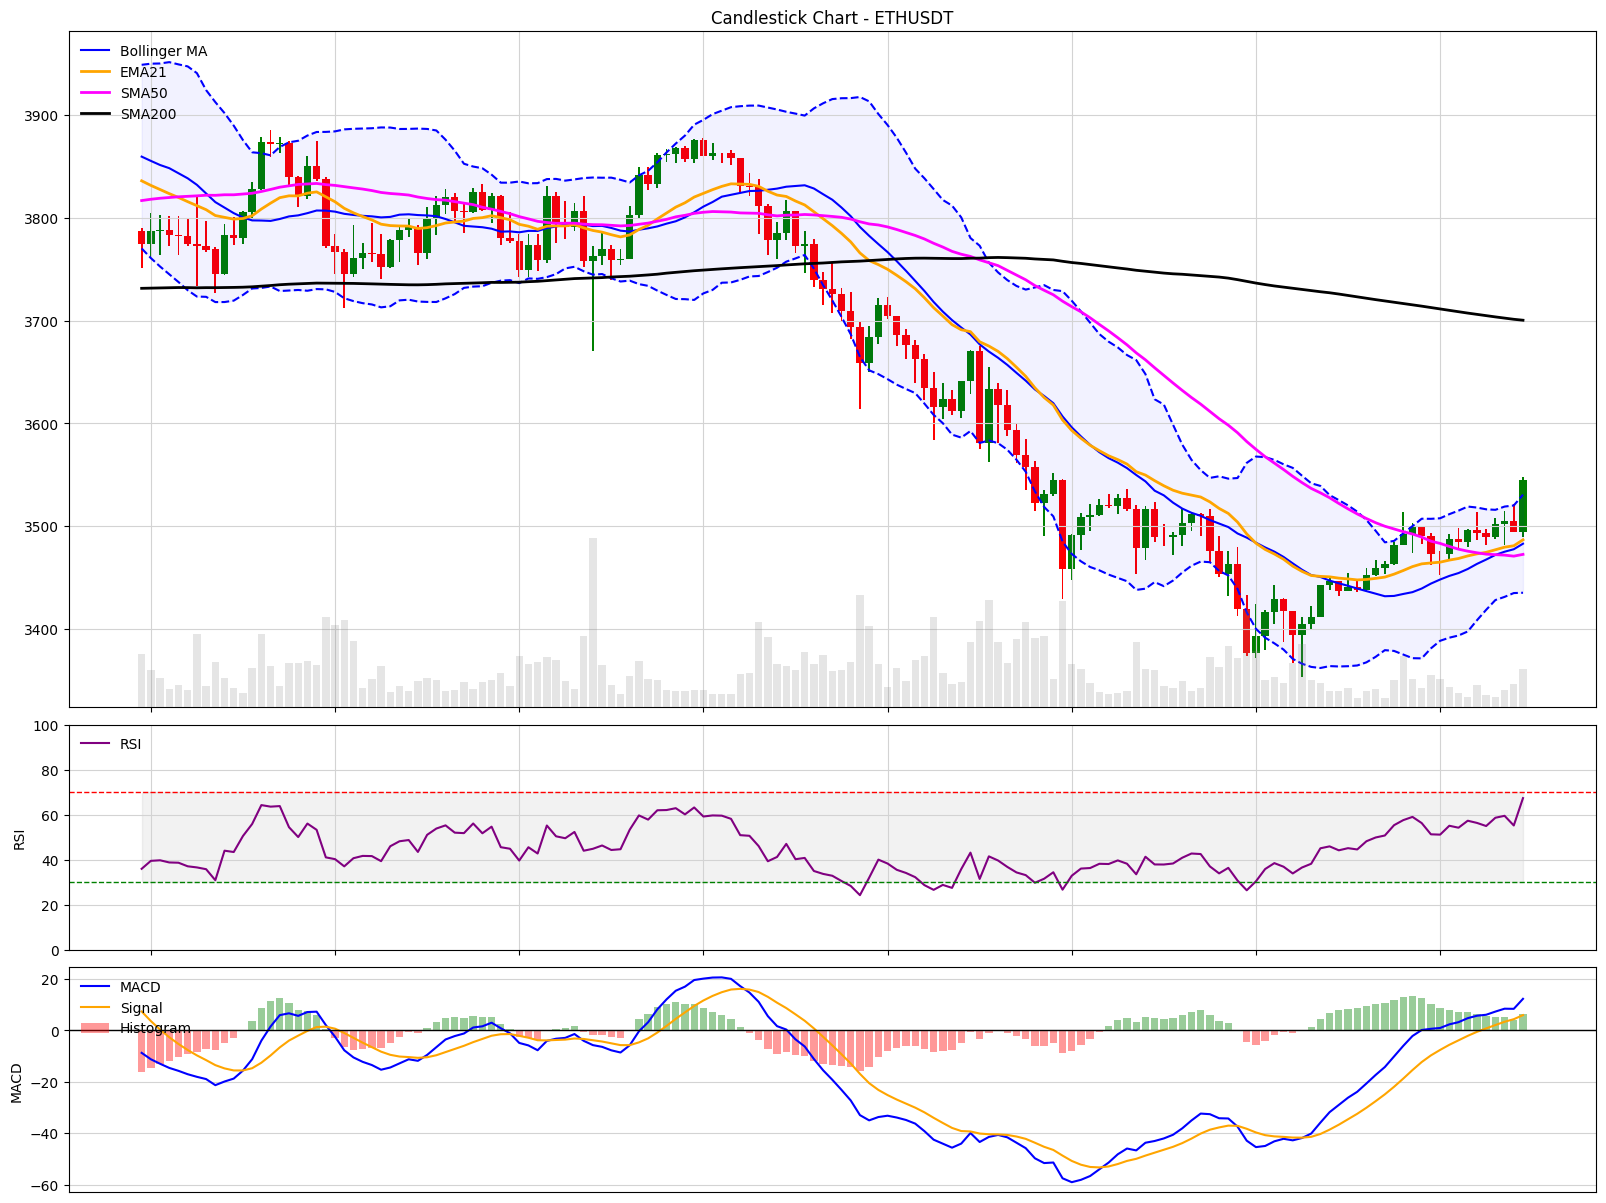 Candlestick Chart - ETHUSDT
Bollinger MA
EMA21
SMA50
SMA200
3900
3800
3700
3600
3500
3400
RSI
100
80
60
40
20
0
RSI
MACD
Signal
Histogram
20
0
−20
−40
−60
MACD